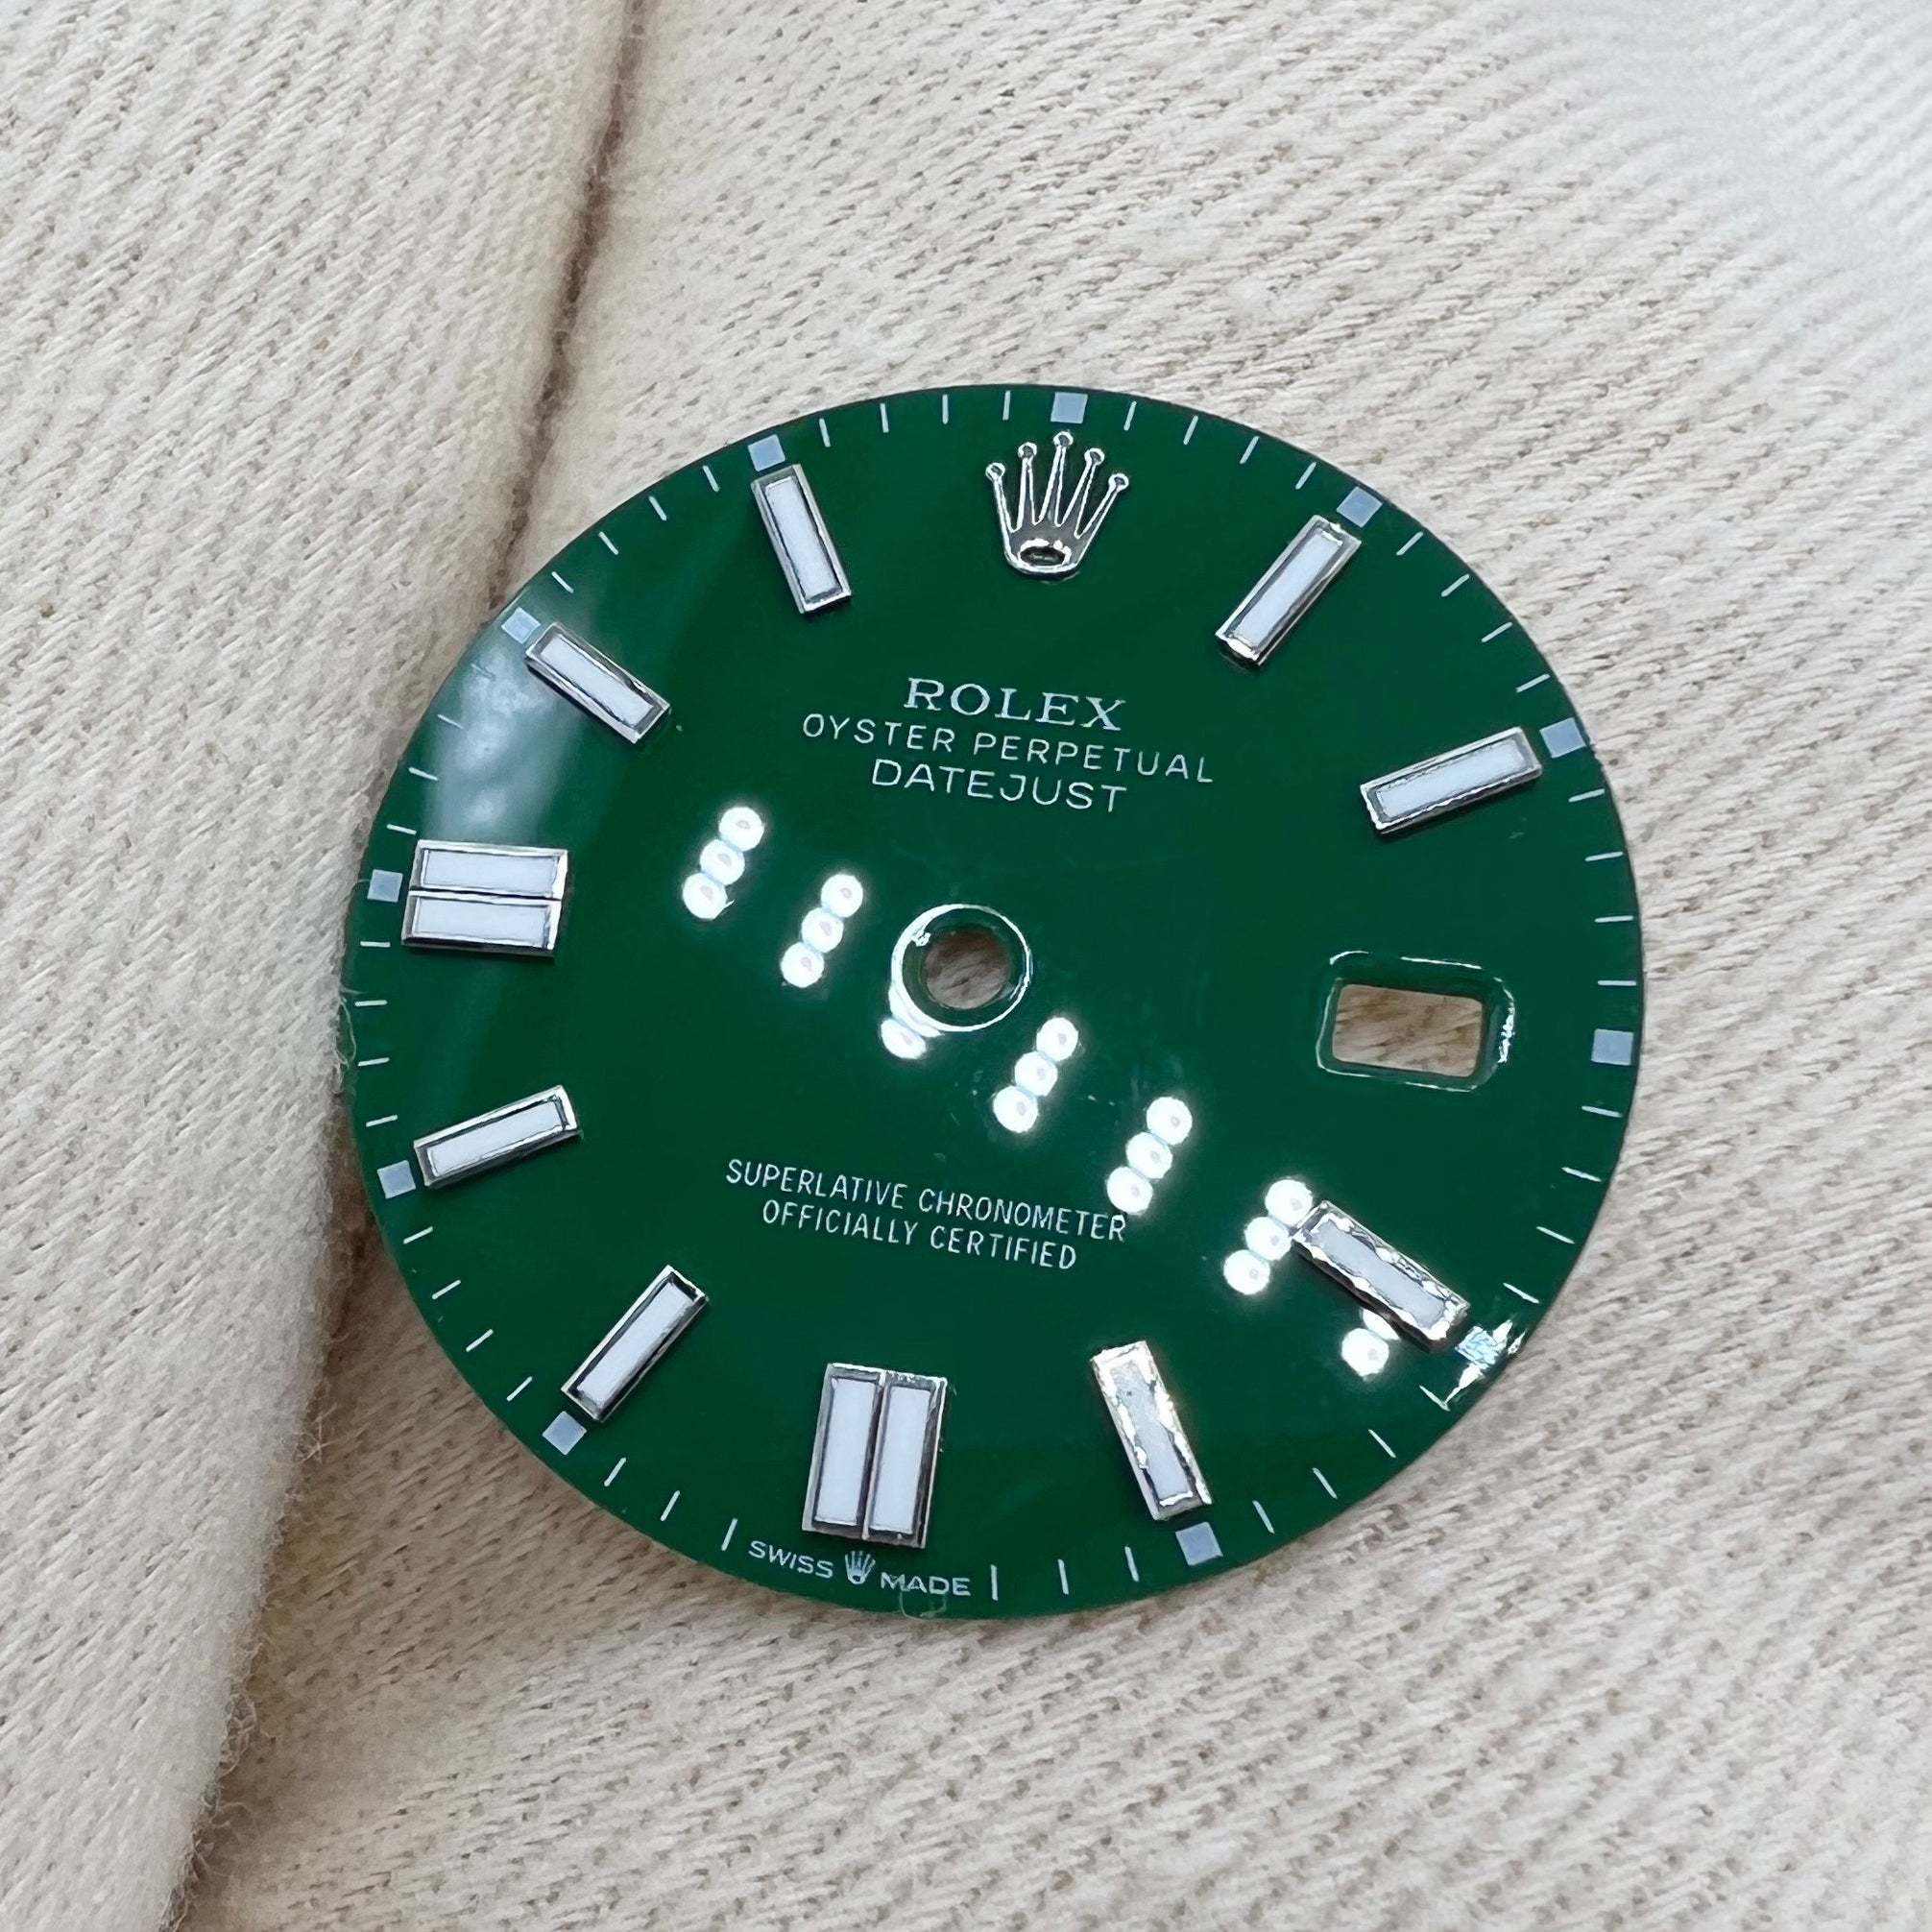 ROLEX
OYSTER PERPETUAL
DATEJUST
SUPERLATIVE CHRONOMETER
OFFICIALLY CERTIFIED
SWISS MADE